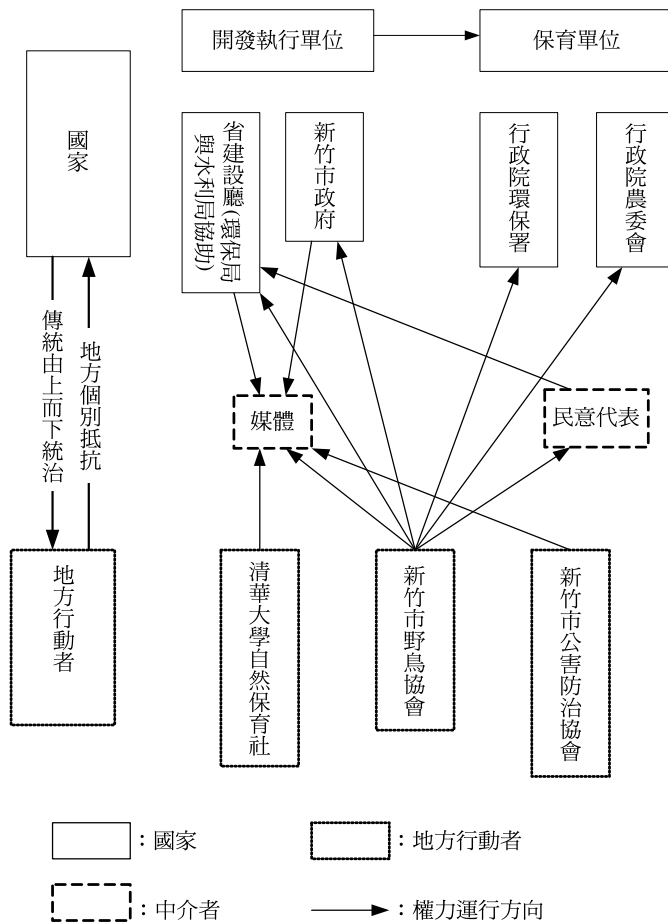 開發執行單位
保育單位
國家
省建設廳(環保局
與水利局協助)
新竹市政府
行政院環保署
行政院農委會
傳統由上而下統治
地方個別抵抗
媒體
民意代表
地方行動者
清華大學自然保育社
新竹市野鳥協會
新竹市公害防治協會
：國家
：地方行動者
：中介者
：權力運行方向